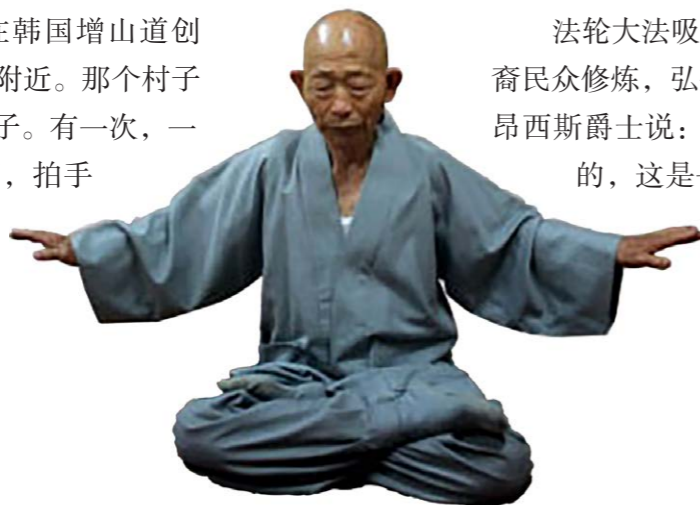 在韩国增山道创
附近。那个村子
子。有一次，一
，拍手
法轮大法吸
裔民众修炼，弘
昂西斯爵士说：
的，这是